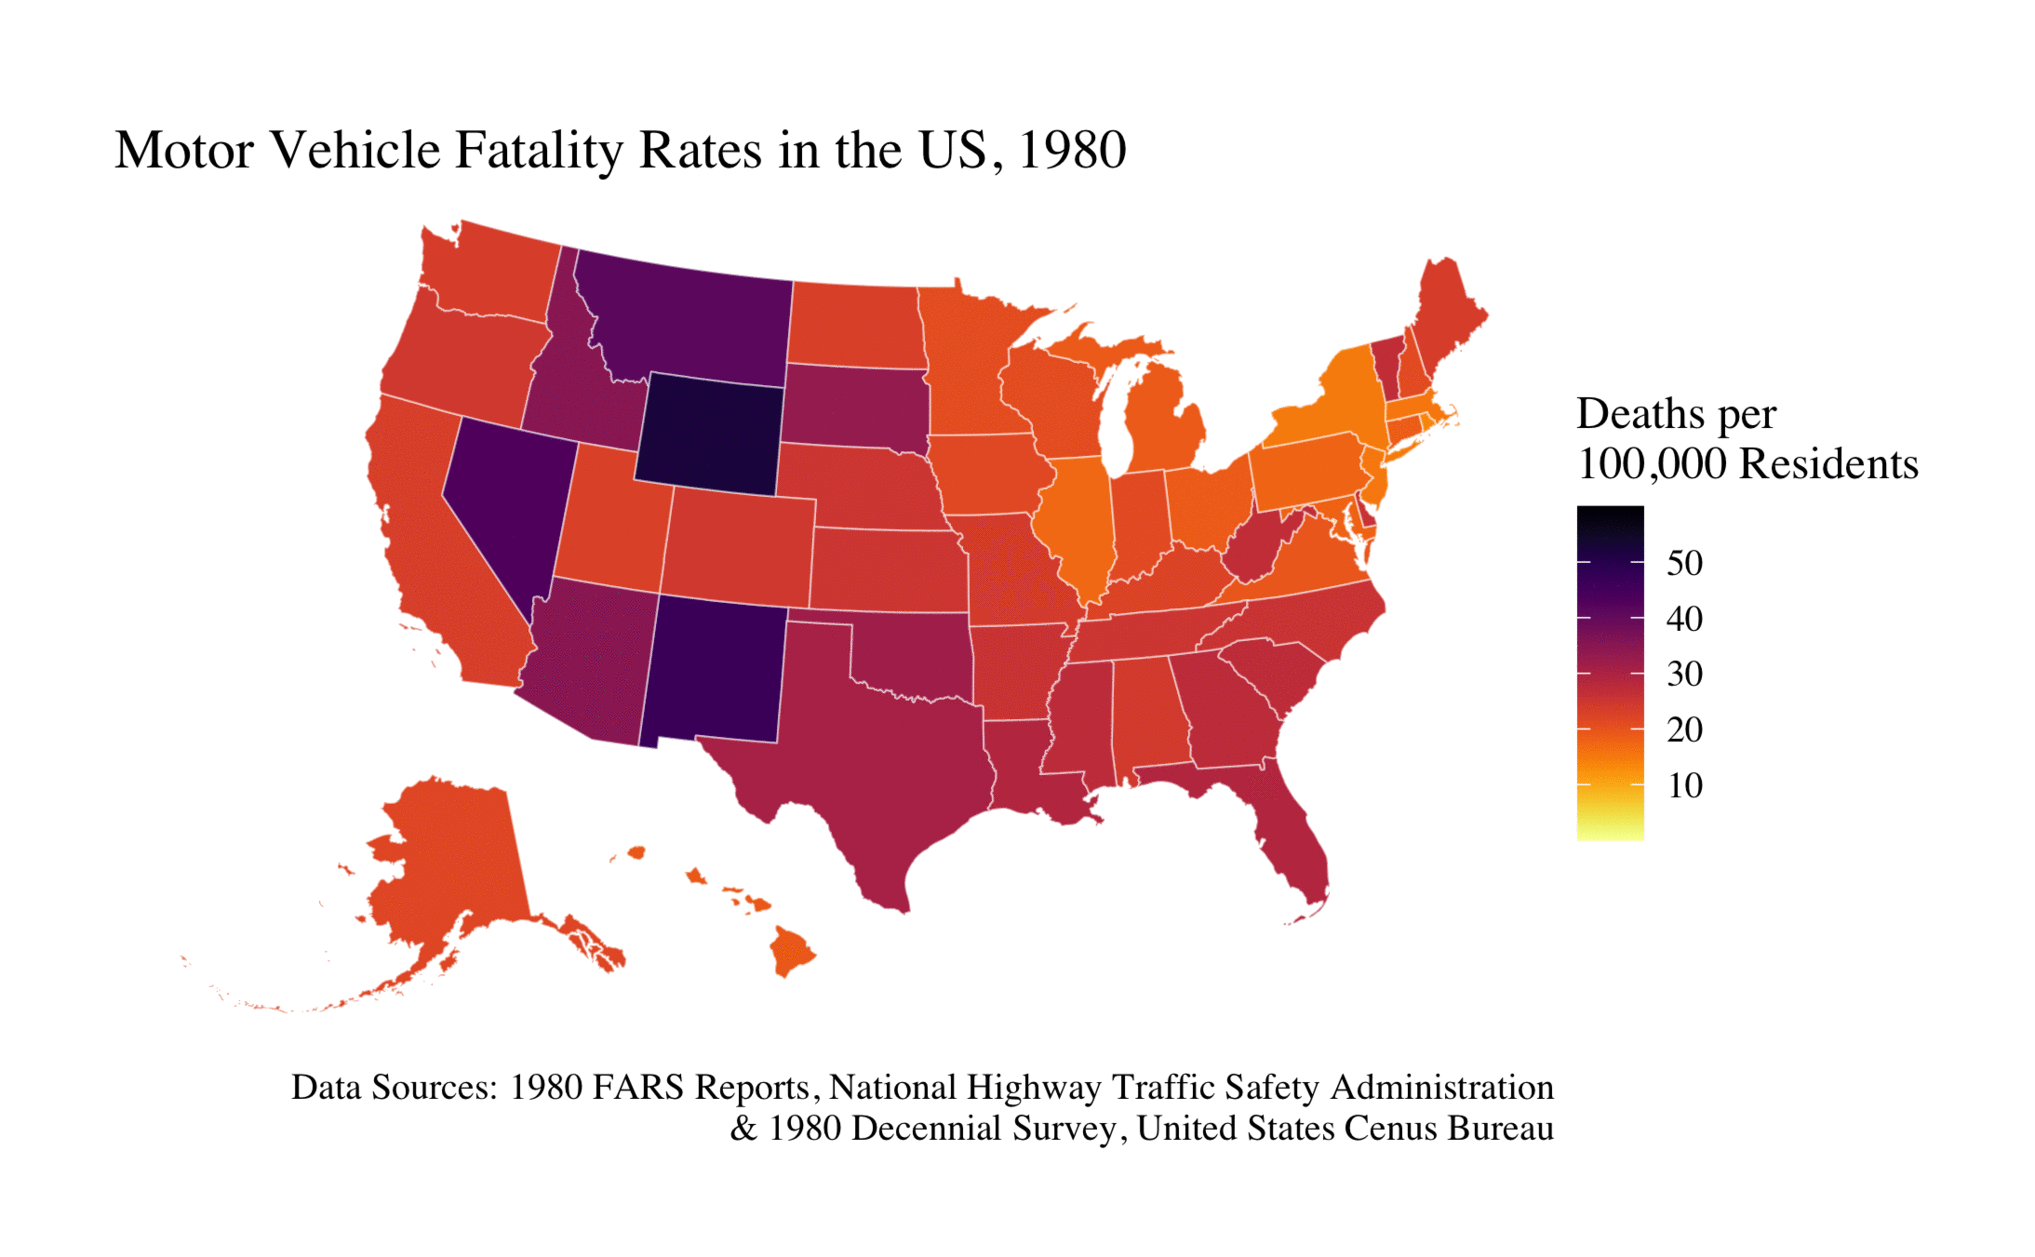 Motor Vehicle Fatality Rates in the US, 1980
Deaths per
100,000 Residents
50
40
30
20
10
Data Sources: 1980 FARS Reports, National Highway Traffic Safety Administration
& 1980 Decennial Survey, United States Cenus Bureau